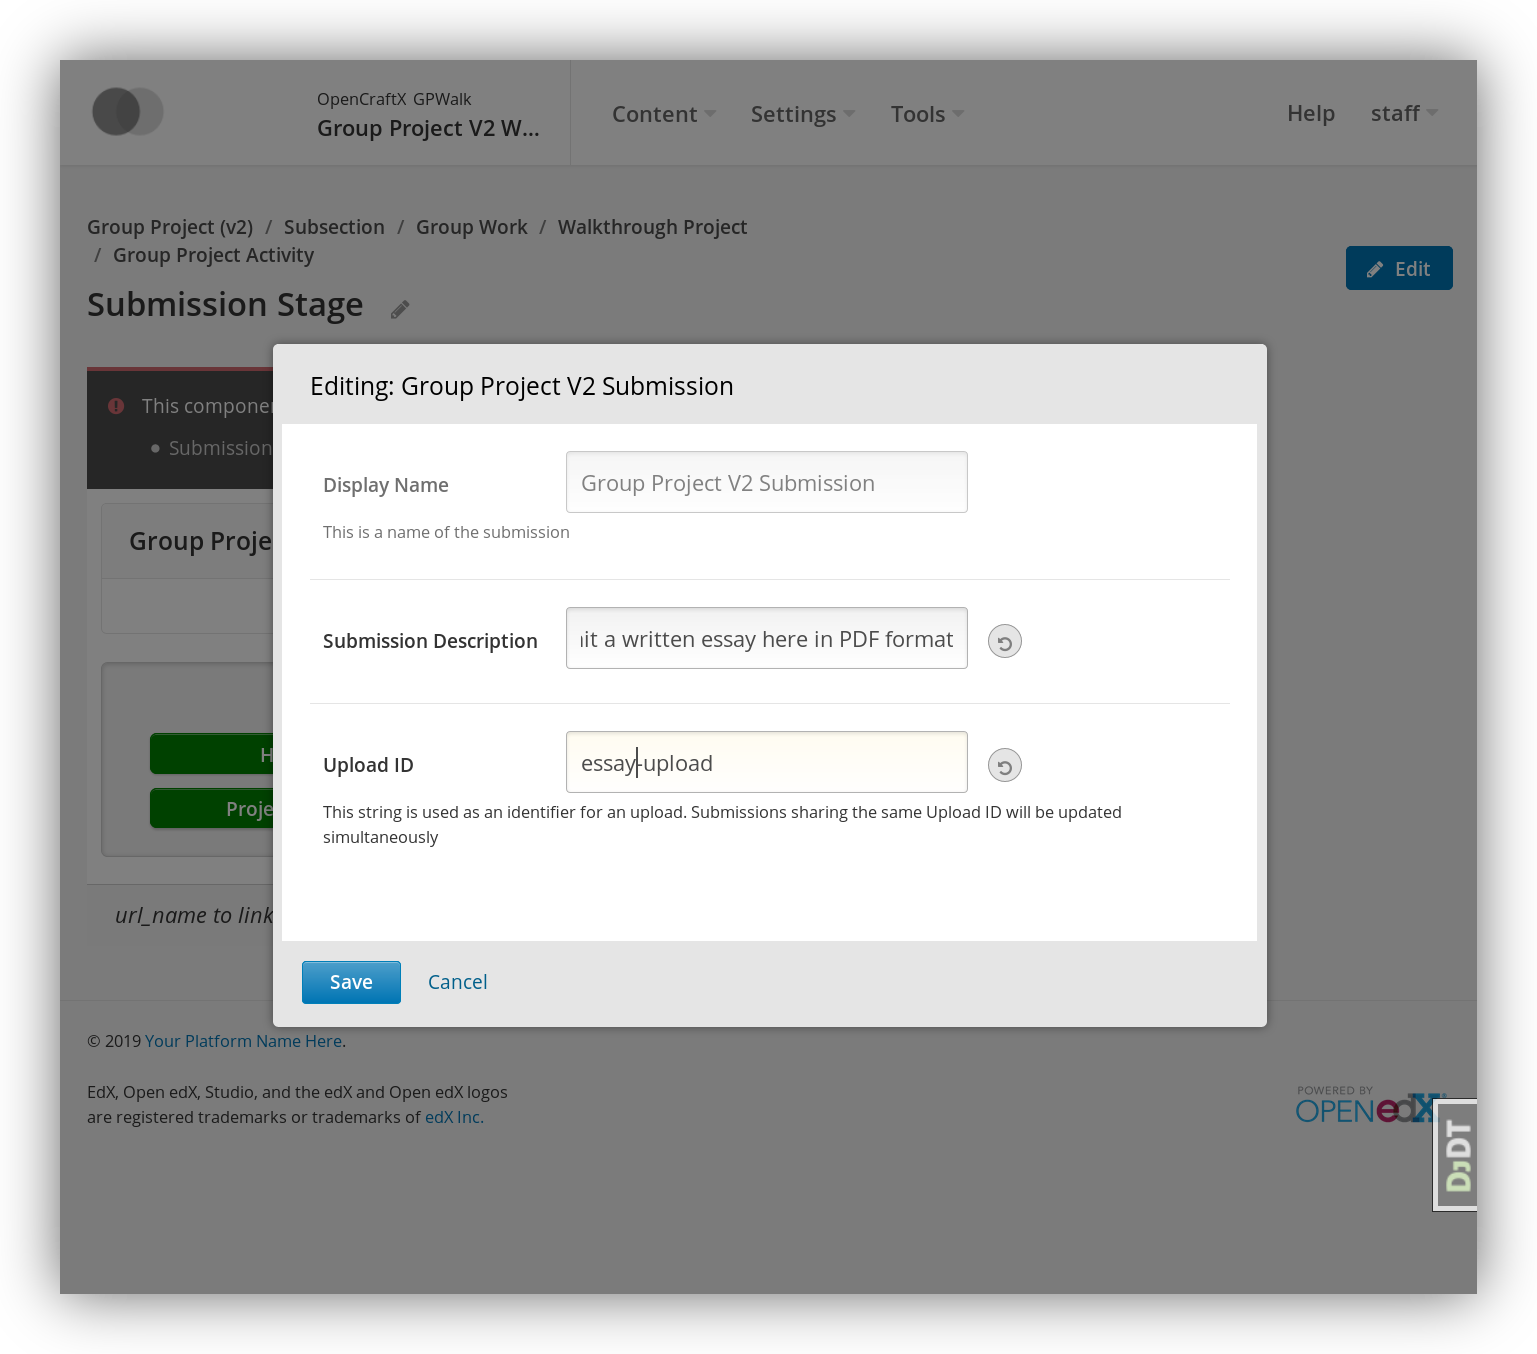 OpenCraftX GPWalk
Group Project V2 W...
Content
Settings
Tools
Help
staff
Group Project (v2) / Subsection / Group Work / Walkthrough Project
/ Group Project Activity
Submission Stage
Edit
This compone
Submission
Group Proje
H
Proje
url_name to link
Editing: Group Project V2 Submission
Display Name
Group Project V2 Submission
This is a name of the submission
Submission Description
it a written essay here in PDF format
Upload ID
essay-upload
This string is used as an identifier for an upload. Submissions sharing the same Upload ID will be updated
simultaneously
Save
Cancel
© 2019 Your Platform Name Here.
EdX, Open edX, Studio, and the edX and Open edX logos
are registered trademarks or trademarks of edX Inc.
POWERED BY
OPEN edX
DjDT